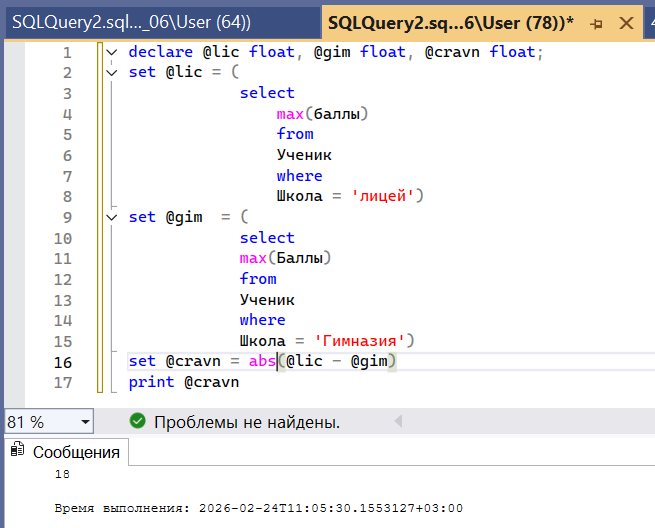 SQLQuery2.sql..._06\User (64))
SQLQuery2.sq...6\User (78))*
1 declare @lic float, @gim float, @cravn float;
2 set @lic = (
3 select
4 max(баллы)
5 from
6 Ученик
7 where
8 Школа = 'лицей')
9 set @gim = (
10 select
11 max(Баллы)
12 from
13 Ученик
14 where
15 Школа = 'Гимназия')
16 set @cravn = abs(@lic - @gim)
17 print @cravn
81 %
Проблемы не найдены.
Сообщения
18
Время выполнения: 2026-02-24T11:05:30.1553127+03:00